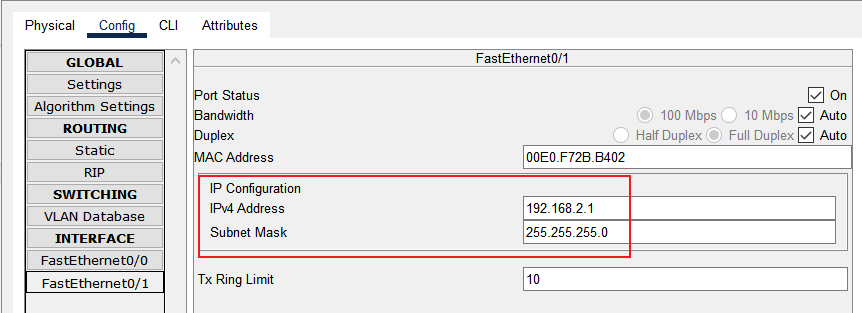 Physical Config CLI Attributes
GLOBAL
Settings
Algorithm Settings
ROUTING
Static
RIP
SWITCHING
VLAN Database
INTERFACE
FastEthernet0/0
FastEthernet0/1
FastEthernet0/1
Port Status On
Bandwidth 100 Mbps 10 Mbps Auto
Duplex Half Duplex Full Duplex Auto
MAC Address 00E0.F72B.B402
IP Configuration
IPv4 Address 192.168.2.1
Subnet Mask 255.255.255.0
Tx Ring Limit 10